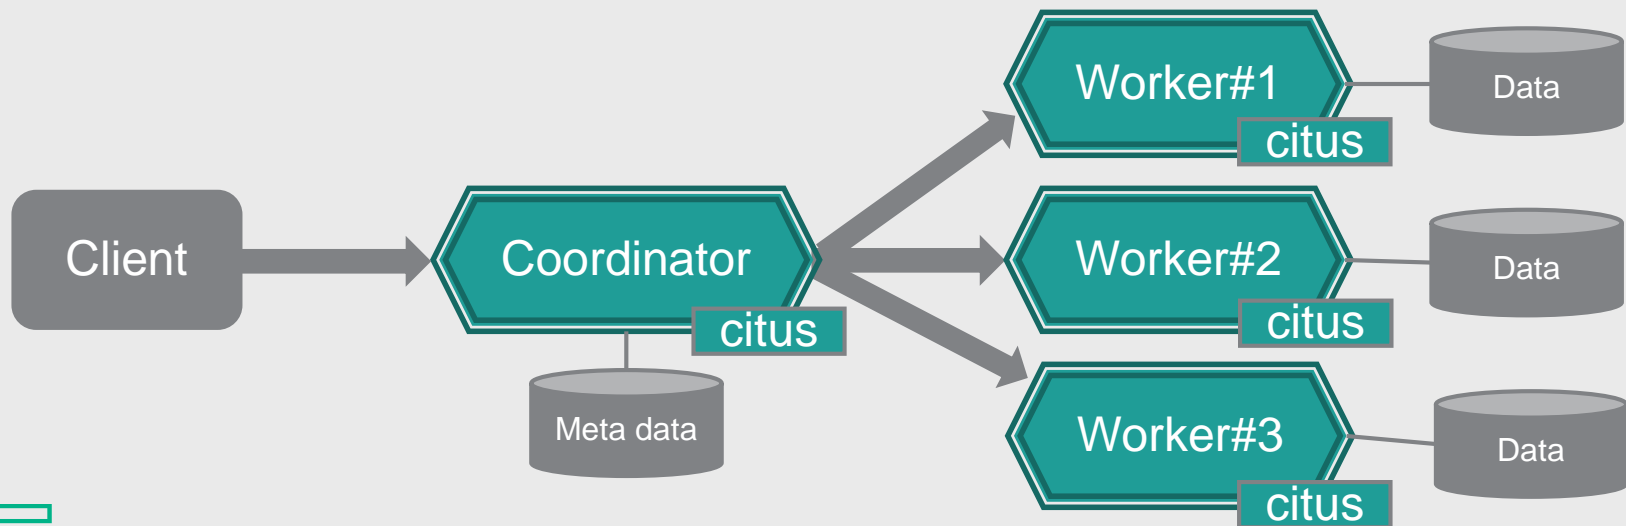 Client
Coordinator
citus
Meta data
Worker#1
citus
Data
Worker#2
citus
Data
Worker#3
citus
Data